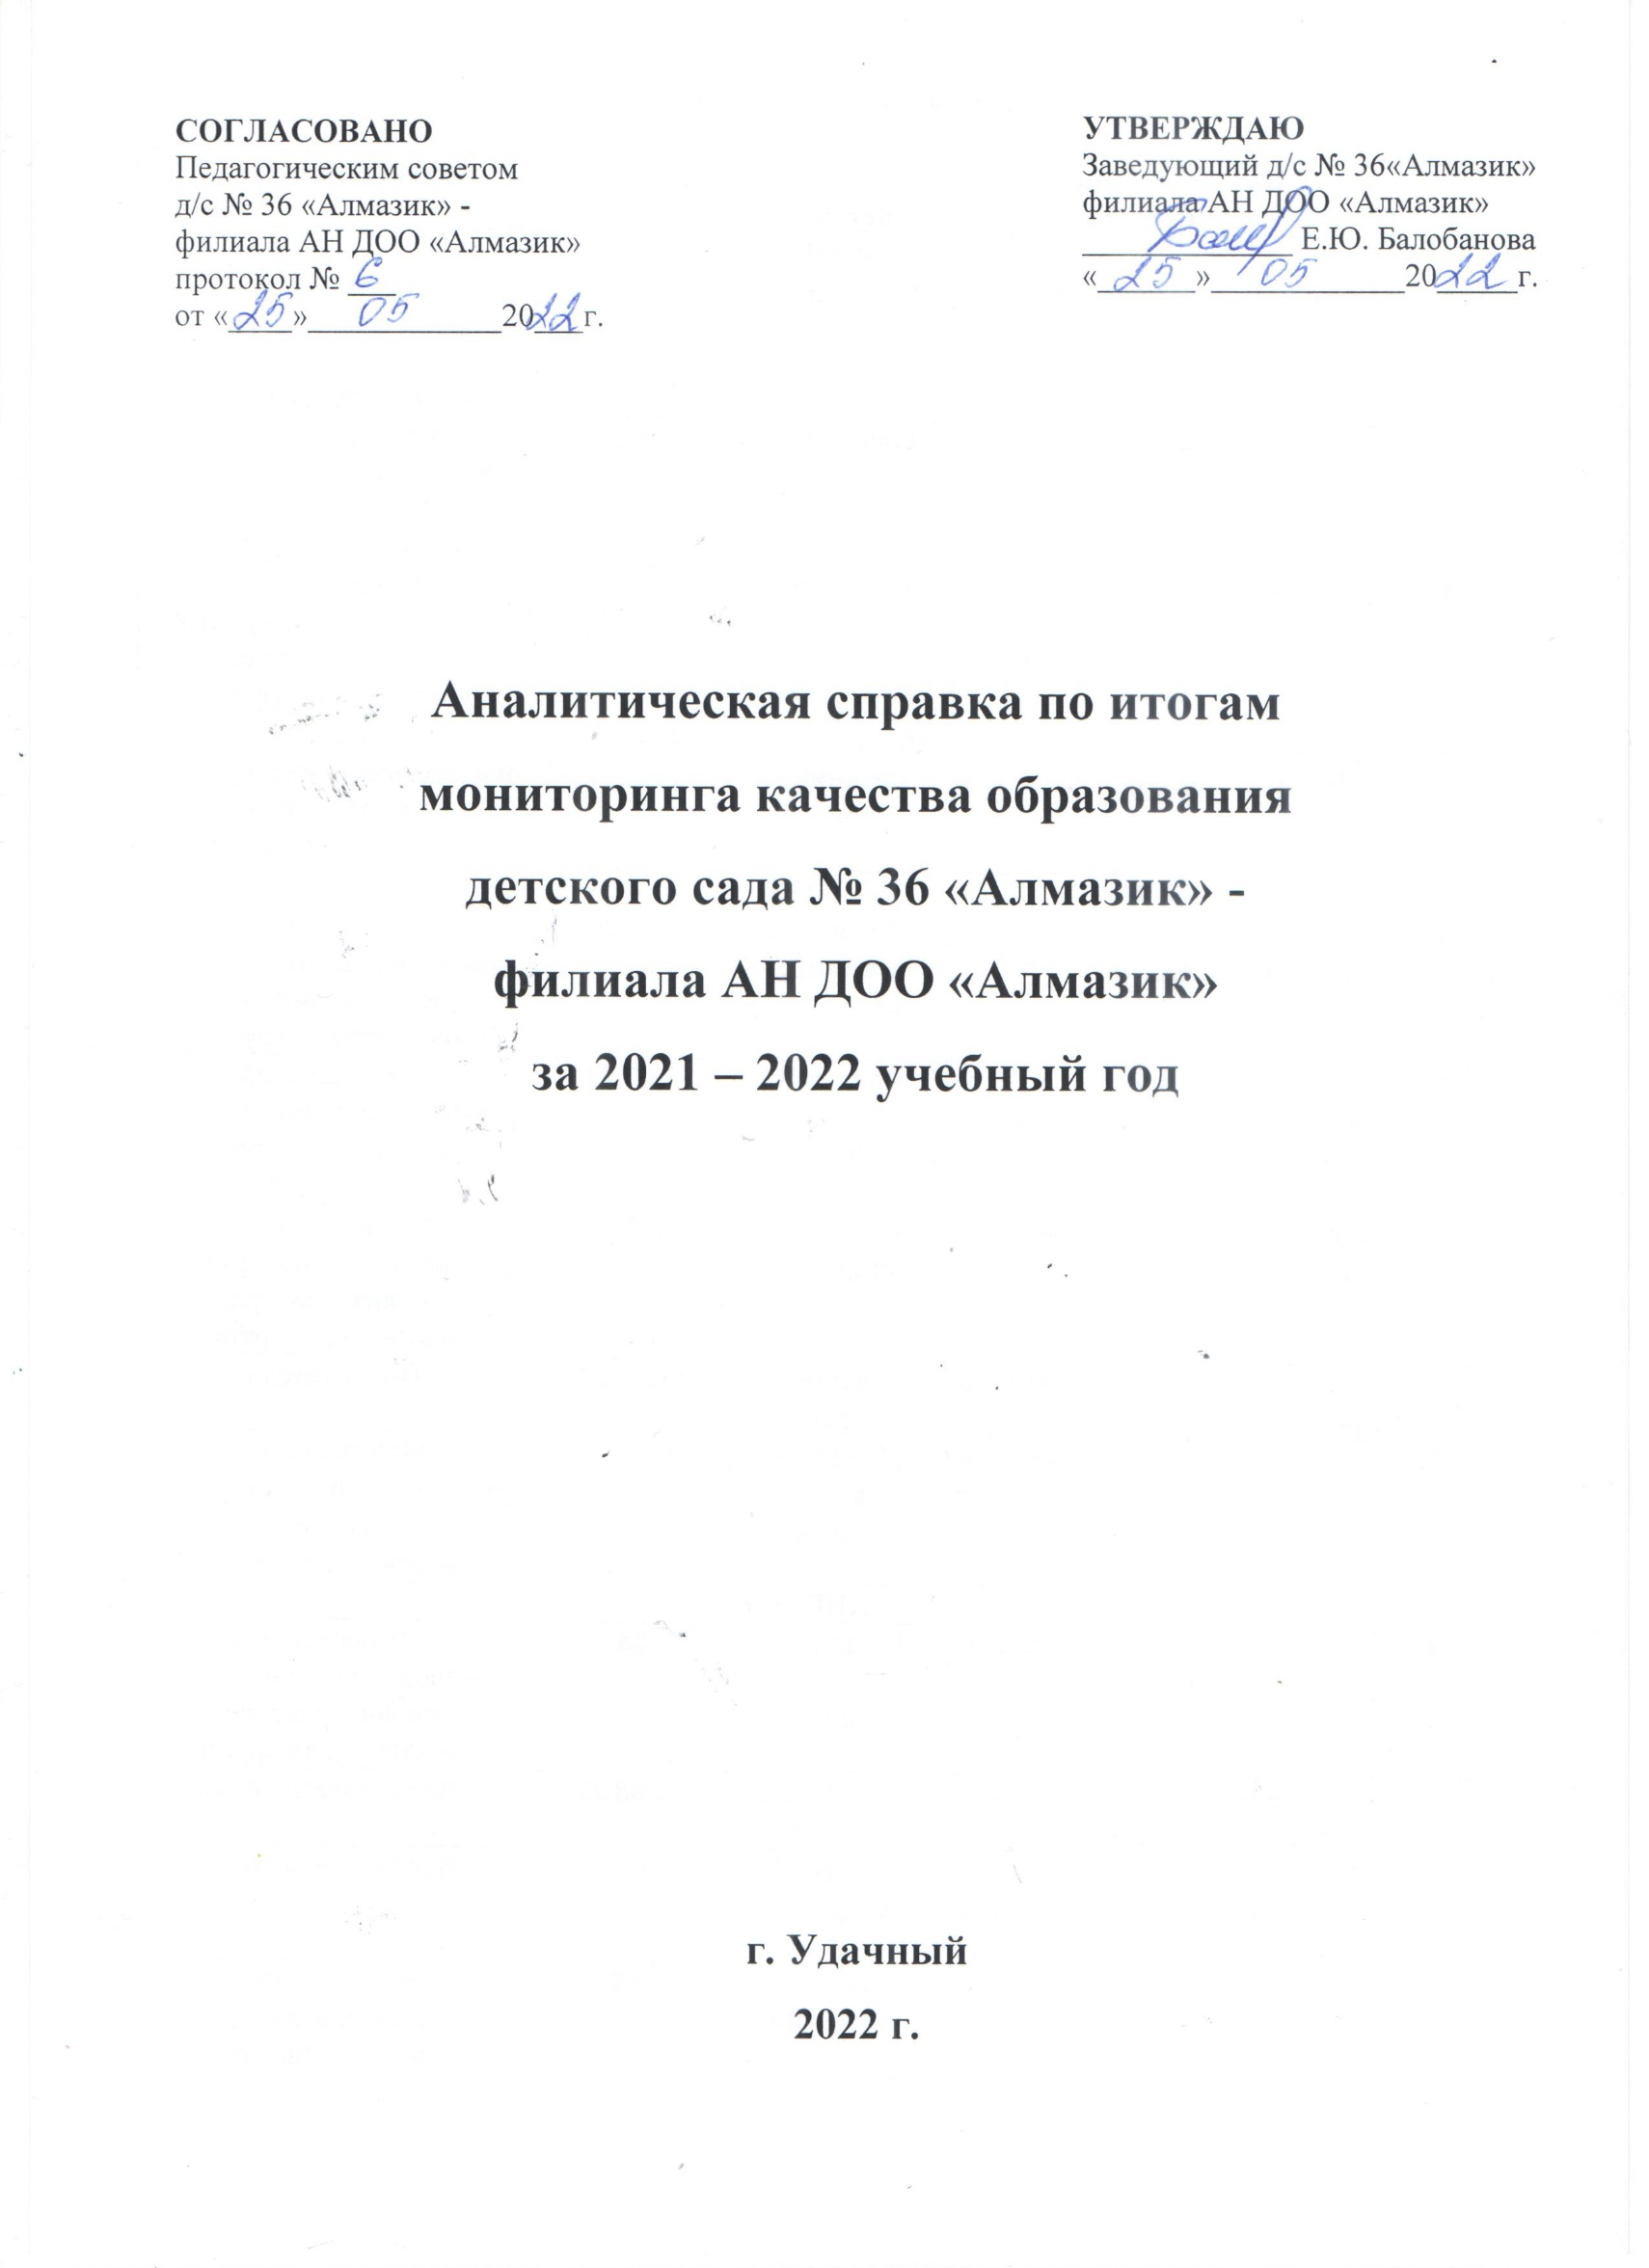 СОГЛАСОВАНО
Педагогическим советом
д/с № 36 «Алмазик» -
филиала АН ДОО «Алмазик»
протокол № 6
от «25» 05 2022г.
УТВЕРЖДАЮ
Заведующий д/с № 36«Алмазик»
филиала АН ДОО «Алмазик»
Е.Ю. Балобанова
«25» 05 2022 г.
Аналитическая справка по итогам
мониторинга качества образования
детского сада № 36 «Алмазик» -
филиала АН ДОО «Алмазик»
за 2021 – 2022 учебный год
г. Удачный
2022 г.